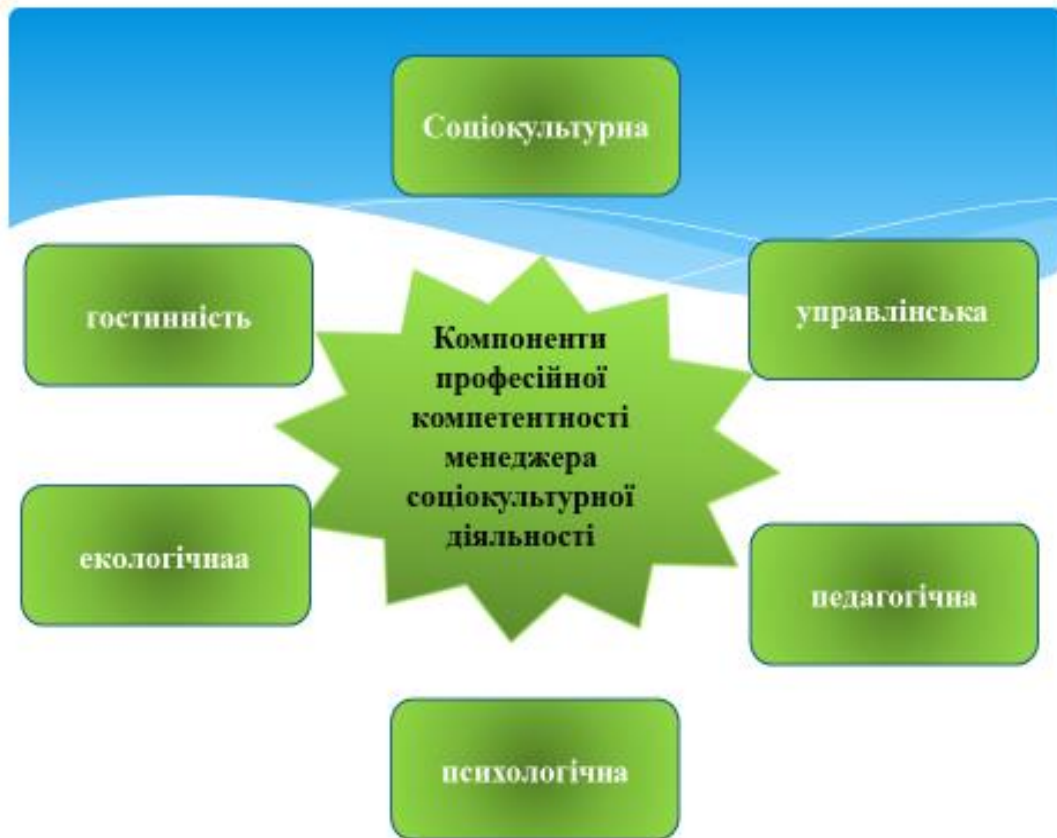 Соціокультурна
гостинність
управлінська
Компоненти
професійної
компетентності
менеджера
соціокультурної
діяльності
екологічнаа
педагогічна
психологічна